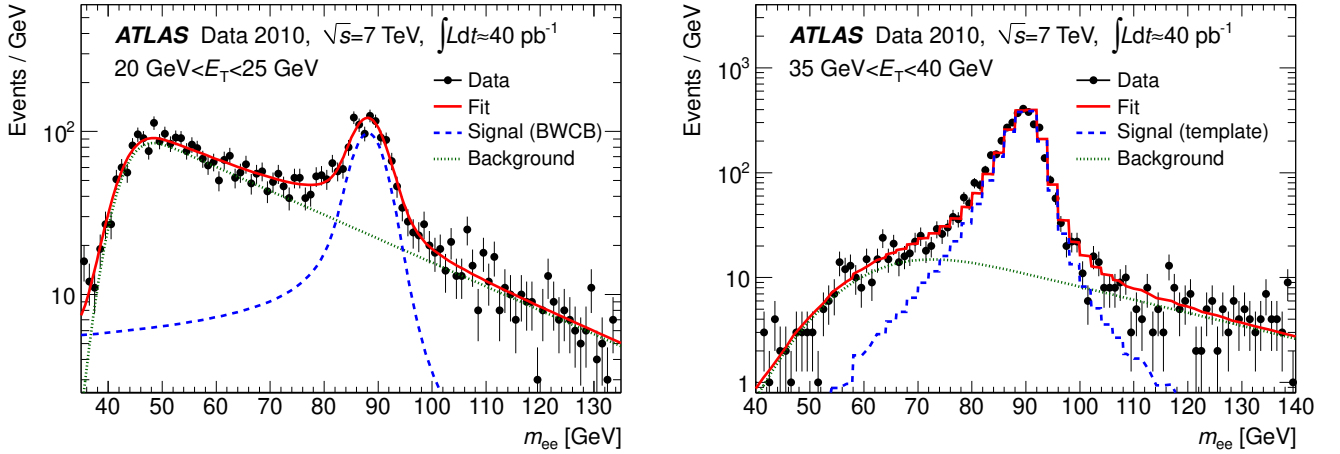 Events / GeV
ATLAS Data 2010, √s=7 TeV, ∫Ldt≈40 pb⁻¹
20 GeV<E_T<25 GeV
Data
Fit
Signal (BWCB)
Background
10²
10
40 50 60 70 80 90 100 110 120 130
m_ee [GeV]
Events / GeV
ATLAS Data 2010, √s=7 TeV, ∫Ldt≈40 pb⁻¹
35 GeV<E_T<40 GeV
Data
Fit
Signal (template)
Background
10³
10²
10
1
40 50 60 70 80 90 100 110 120 130 140
m_ee [GeV]